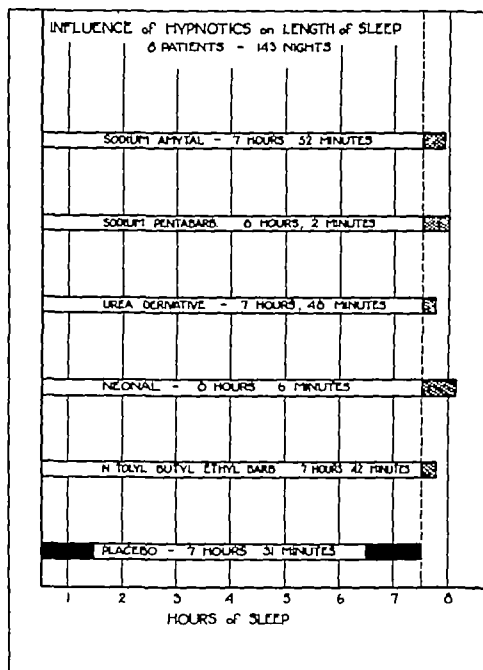 INFLUENCE of HYPNOTICS on LENGTH of SLEEP
8 PATIENTS - 143 NIGHTS
SODIUM AMYTAL - 7 HOURS 52 MINUTES
SODIUM PENTABARB. 8 HOURS, 2 MINUTES
UREA DERIVATIVE - 7 HOURS, 48 MINUTES
NEONAL - 8 HOURS 6 MINUTES
N TOLYL BUTYL ETHYL BARB 7 HOURS 42 MINUTES
PLACEBO - 7 HOURS 31 MINUTES
1 2 3 4 5 6 7 8
HOURS of SLEEP